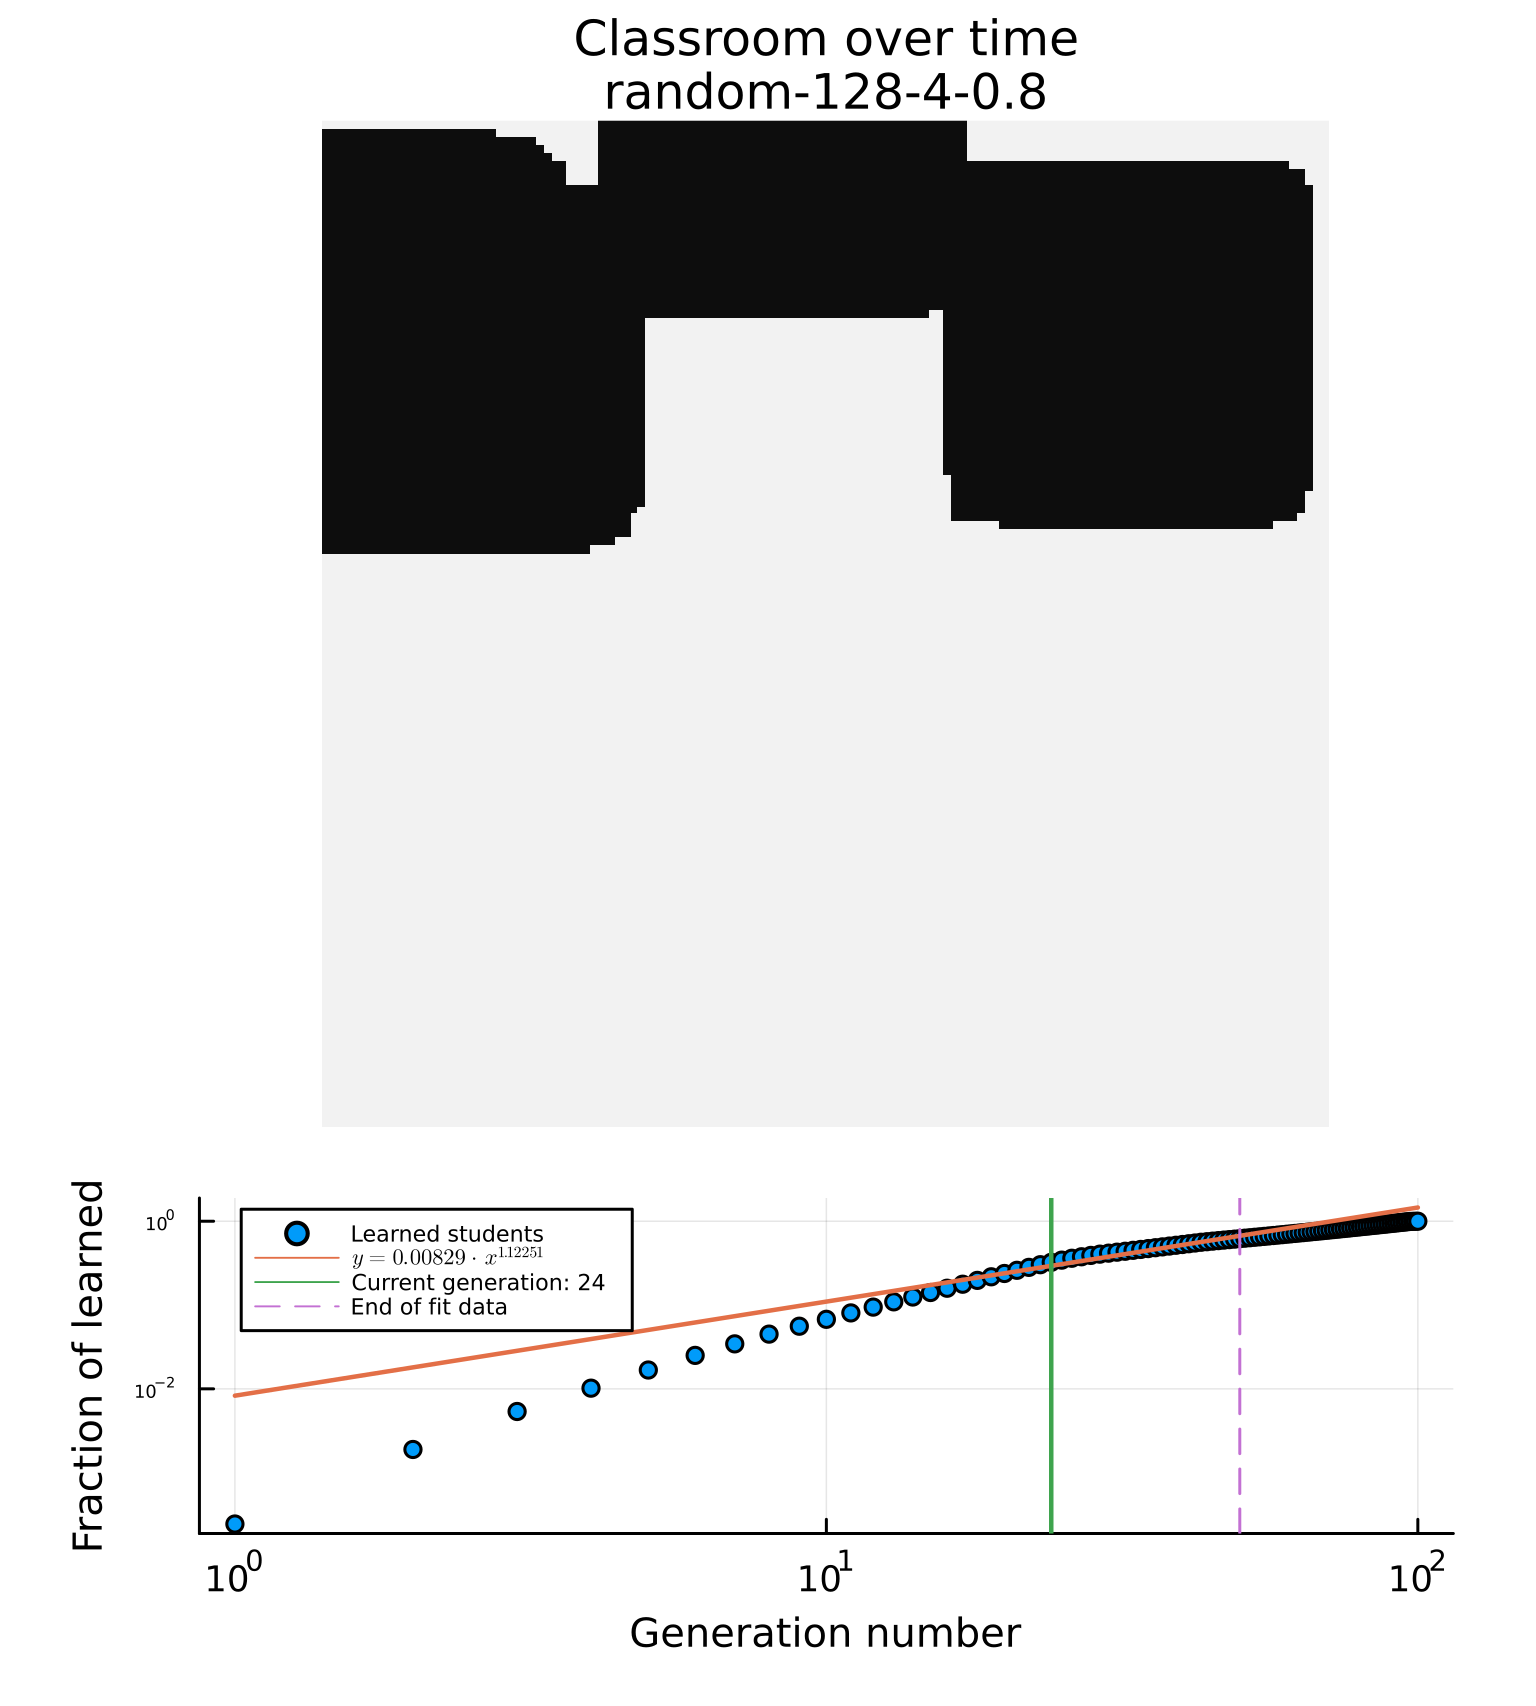 Classroom over time
random-128-4-0.8
Fraction of learned
10^0
10^-2
Learned students
y = 0.00829 · x^1.12251
Current generation: 24
End of fit data
10^0 10^1 10^2
Generation number